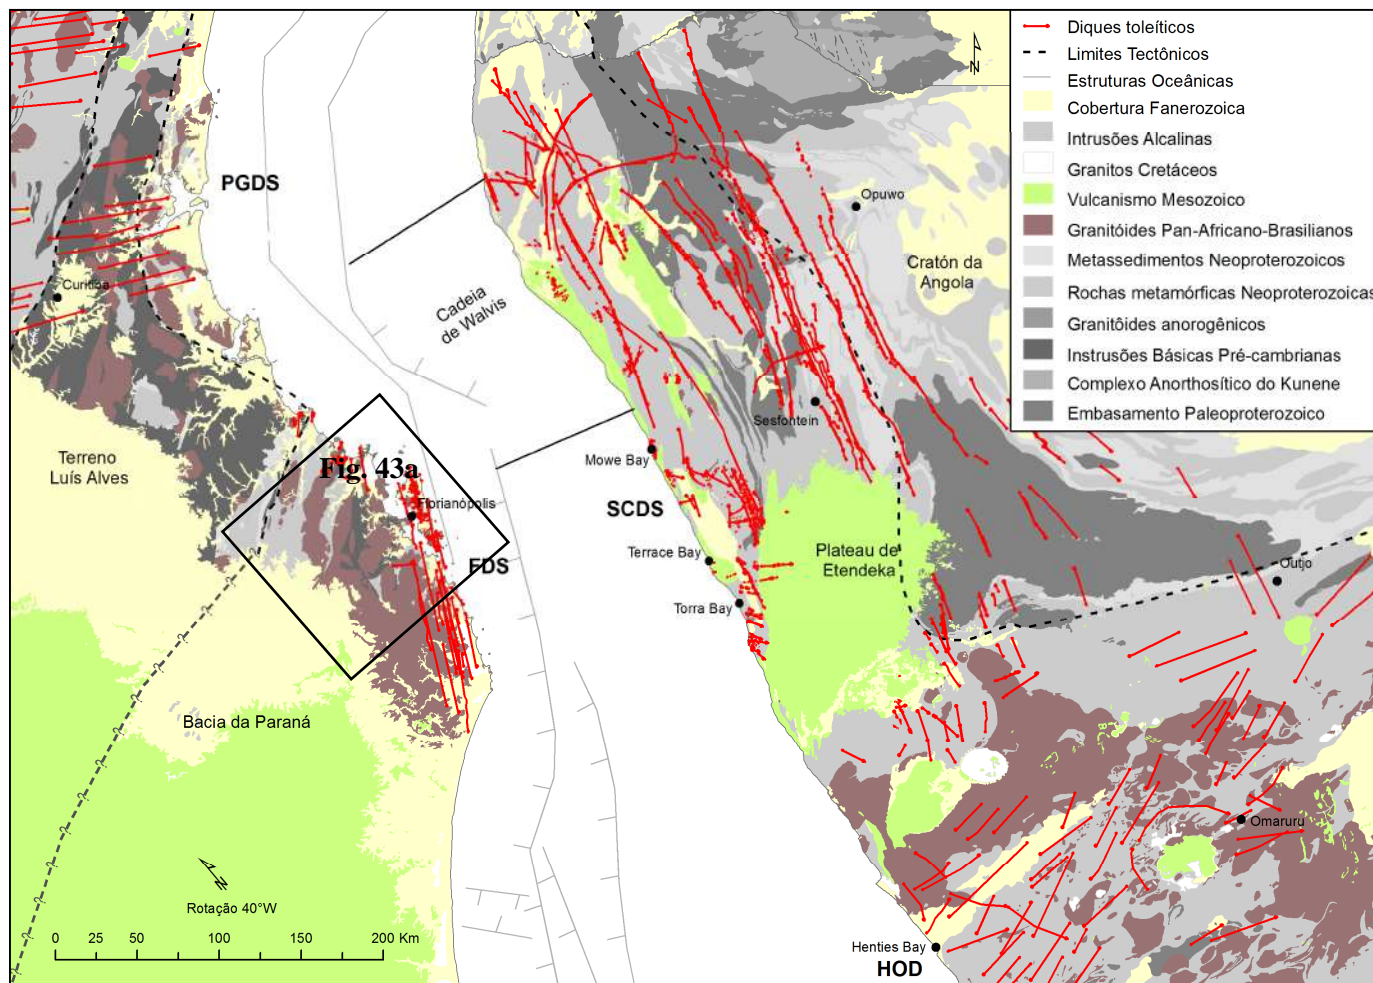 Diques toleíticos
Limites Tectônicos
Estruturas Oceânicas
Cobertura Fanerozoica
Intrusões Alcalinas
Granitos Cretáceos
Vulcanismo Mesozoico
Granitóides Pan-Africano-Brasilianos
Metassedimentos Neoproterozoicos
Rochas metamórficas Neoproterozoicas
Granitôides anorogênicos
Instrusões Básicas Pré-cambrianas
Complexo Anorthosítico do Kunene
Embasamento Paleoproterozoico
N
PGDS
Opuwo
Cratón da
Angola
Curitiba
Cadeia
de Walvis
Sesfontein
Terreno
Luís Alves
Fig. 43a
Mowe Bay
Florianópolis
SCDS
Terrace Bay
Plateau de
Etendeka
FDS
Outjo
Torra Bay
Bacia da Paraná
Omaruru
N
Rotação 40°W
0 25 50 100 150 200 Km
Henties Bay
HOD